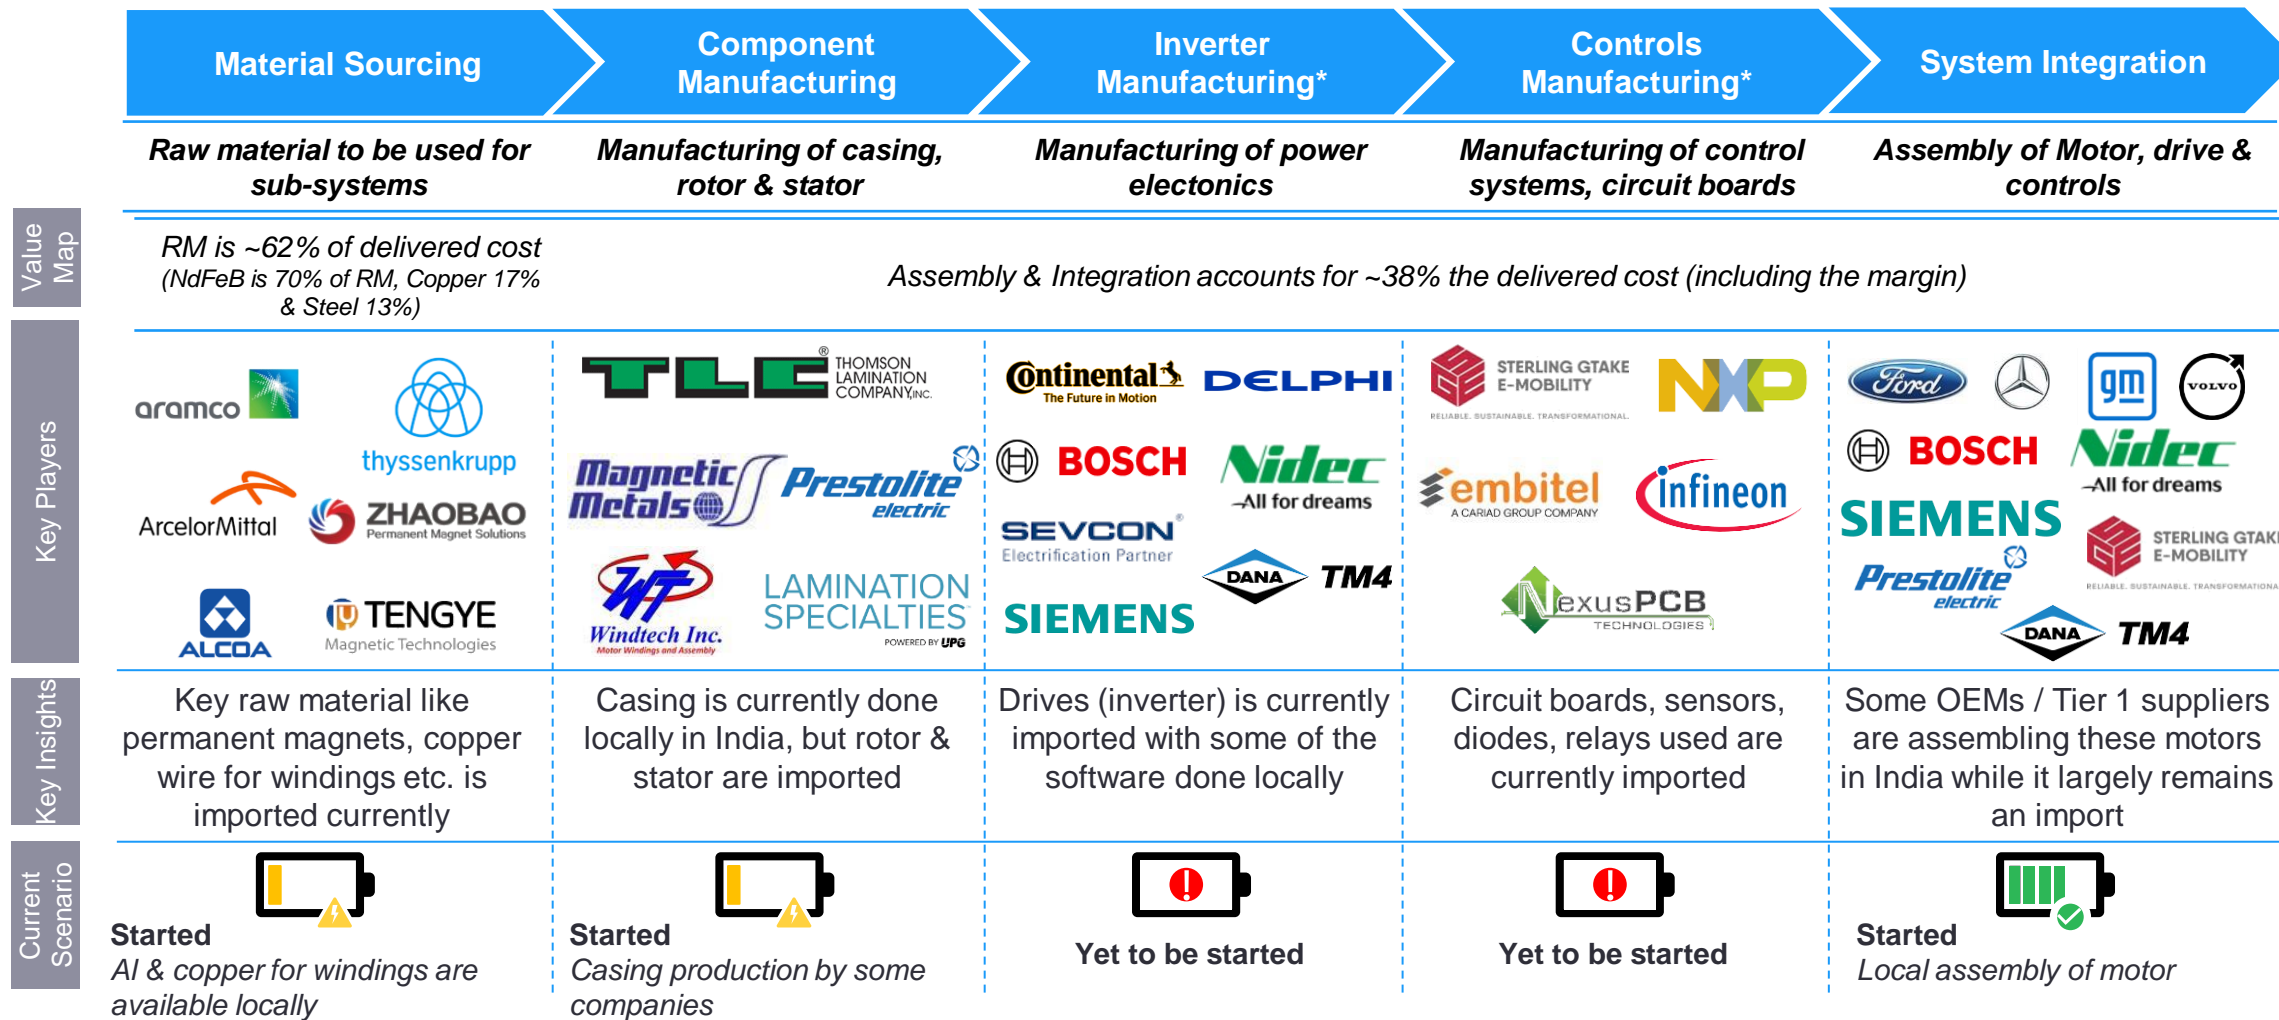 Material Sourcing
Component
Manufacturing
Inverter
Manufacturing*
Controls
Manufacturing*
System Integration
Raw material to be used for
sub-systems
Manufacturing of casing,
rotor & stator
Manufacturing of power
electonics
Manufacturing of control
systems, circuit boards
Assembly of Motor, drive &
controls
Value
Map
RM is ~62% of delivered cost
(NdFeB is 70% of RM, Copper 17%
& Steel 13%)
Assembly & Integration accounts for ~38% the delivered cost (including the margin)
Key Players
aramco
thyssenkrupp
ArcelorMittal
ZHAOBAO
Permanent Magnet Solutions
ALCOA
TENGYE
Magnetic Technologies
TLC ®
THOMSON
LAMINATION
COMPANY, INC.
Magnetic
Metals
Prestolite
electric
WT
Windtech Inc.
Motor Windings and Assembly
LAMINATION
SPECIALTIES
POWERED BY UPG
Continental
The Future in Motion
DELPHI
BOSCH
Nidec
-All for dreams
SEVCON®
Electrification Partner
DANA TM4
SIEMENS
STERLING GTAKE
E-MOBILITY
RELIABLE. SUSTAINABLE. TRANSFORMATIONAL.
NXP
embitel
A CARIAD GROUP COMPANY
infineon
NexusPCB
TECHNOLOGIES
Ford
gm
VOLVO
BOSCH
Nidec
-All for dreams
SIEMENS
STERLING GTAKE
E-MOBILITY
RELIABLE. SUSTAINABLE. TRANSFORMATIONA
Prestolite
electric
DANA TM4
Key Insights
Key raw material like
permanent magnets, copper
wire for windings etc. is
imported currently
Casing is currently done
locally in India, but rotor &
stator are imported
Drives (inverter) is currently
imported with some of the
software done locally
Circuit boards, sensors,
diodes, relays used are
currently imported
Some OEMs / Tier 1 suppliers
are assembling these motors
in India while it largely remains
an import
Current
Scenario
Started
Al & copper for windings are
available locally
Started
Casing production by some
companies
Yet to be started
Yet to be started
Started
Local assembly of motor